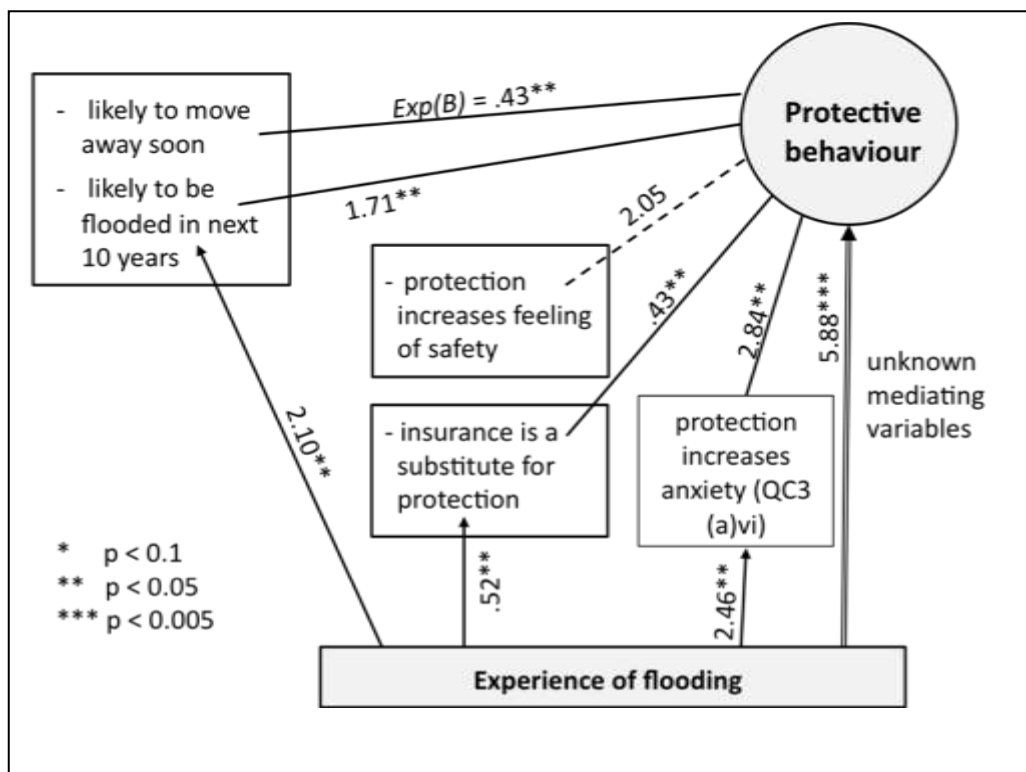 - likely to move
away soon
- likely to be
flooded in next
10 years
Exp(B) = .43**
1.71**
Protective
behaviour
2.05
- protection
increases feeling
of safety
.43**
2.84**
5.88***
unknown
mediating
variables
2.10**
- insurance is a
substitute for
protection
protection
increases
anxiety (QC3
(a)vi)
* p < 0.1
** p < 0.05
*** p < 0.005
.52**
2.46**
Experience of flooding